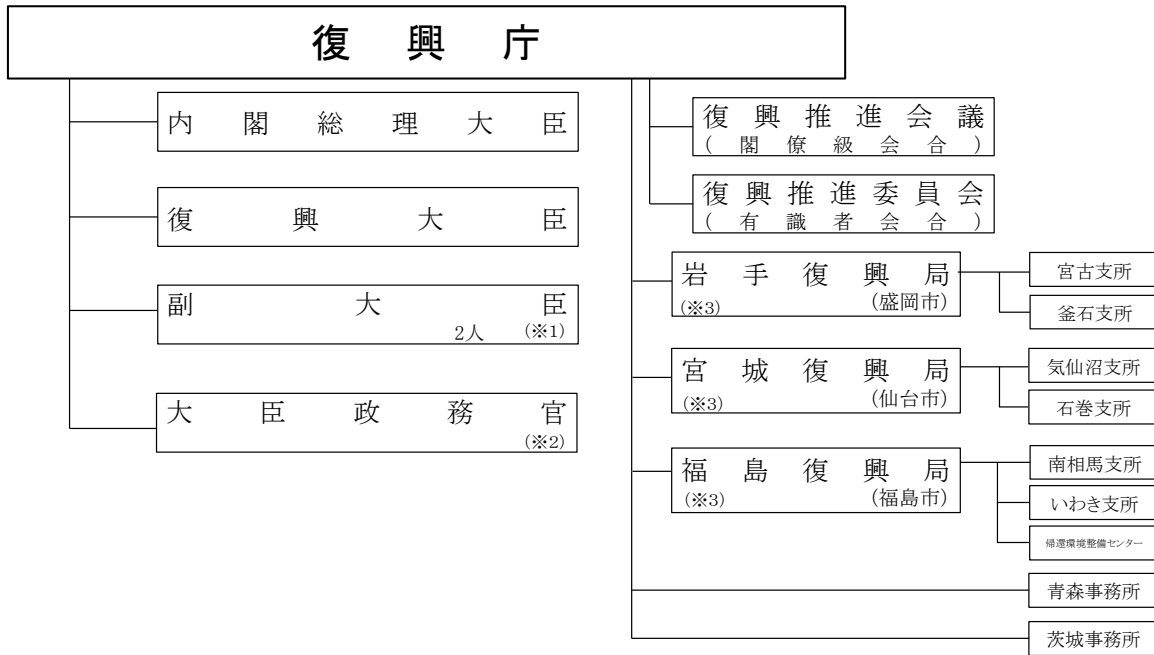 復興庁
内閣総理大臣
復興大臣
副大臣
2人 (※1)
大臣政務官
(※2)
復興推進会議
(閣僚級会合)
復興推進委員会
(有識者会合)
岩手復興局
(※3) (盛岡市)
宮古支所
釜石支所
宮城復興局
(※3) (仙台市)
気仙沼支所
石巻支所
福島復興局
(※3) (福島市)
南相馬支所
いわき支所
帰還環境整備センター
青森事務所
茨城事務所